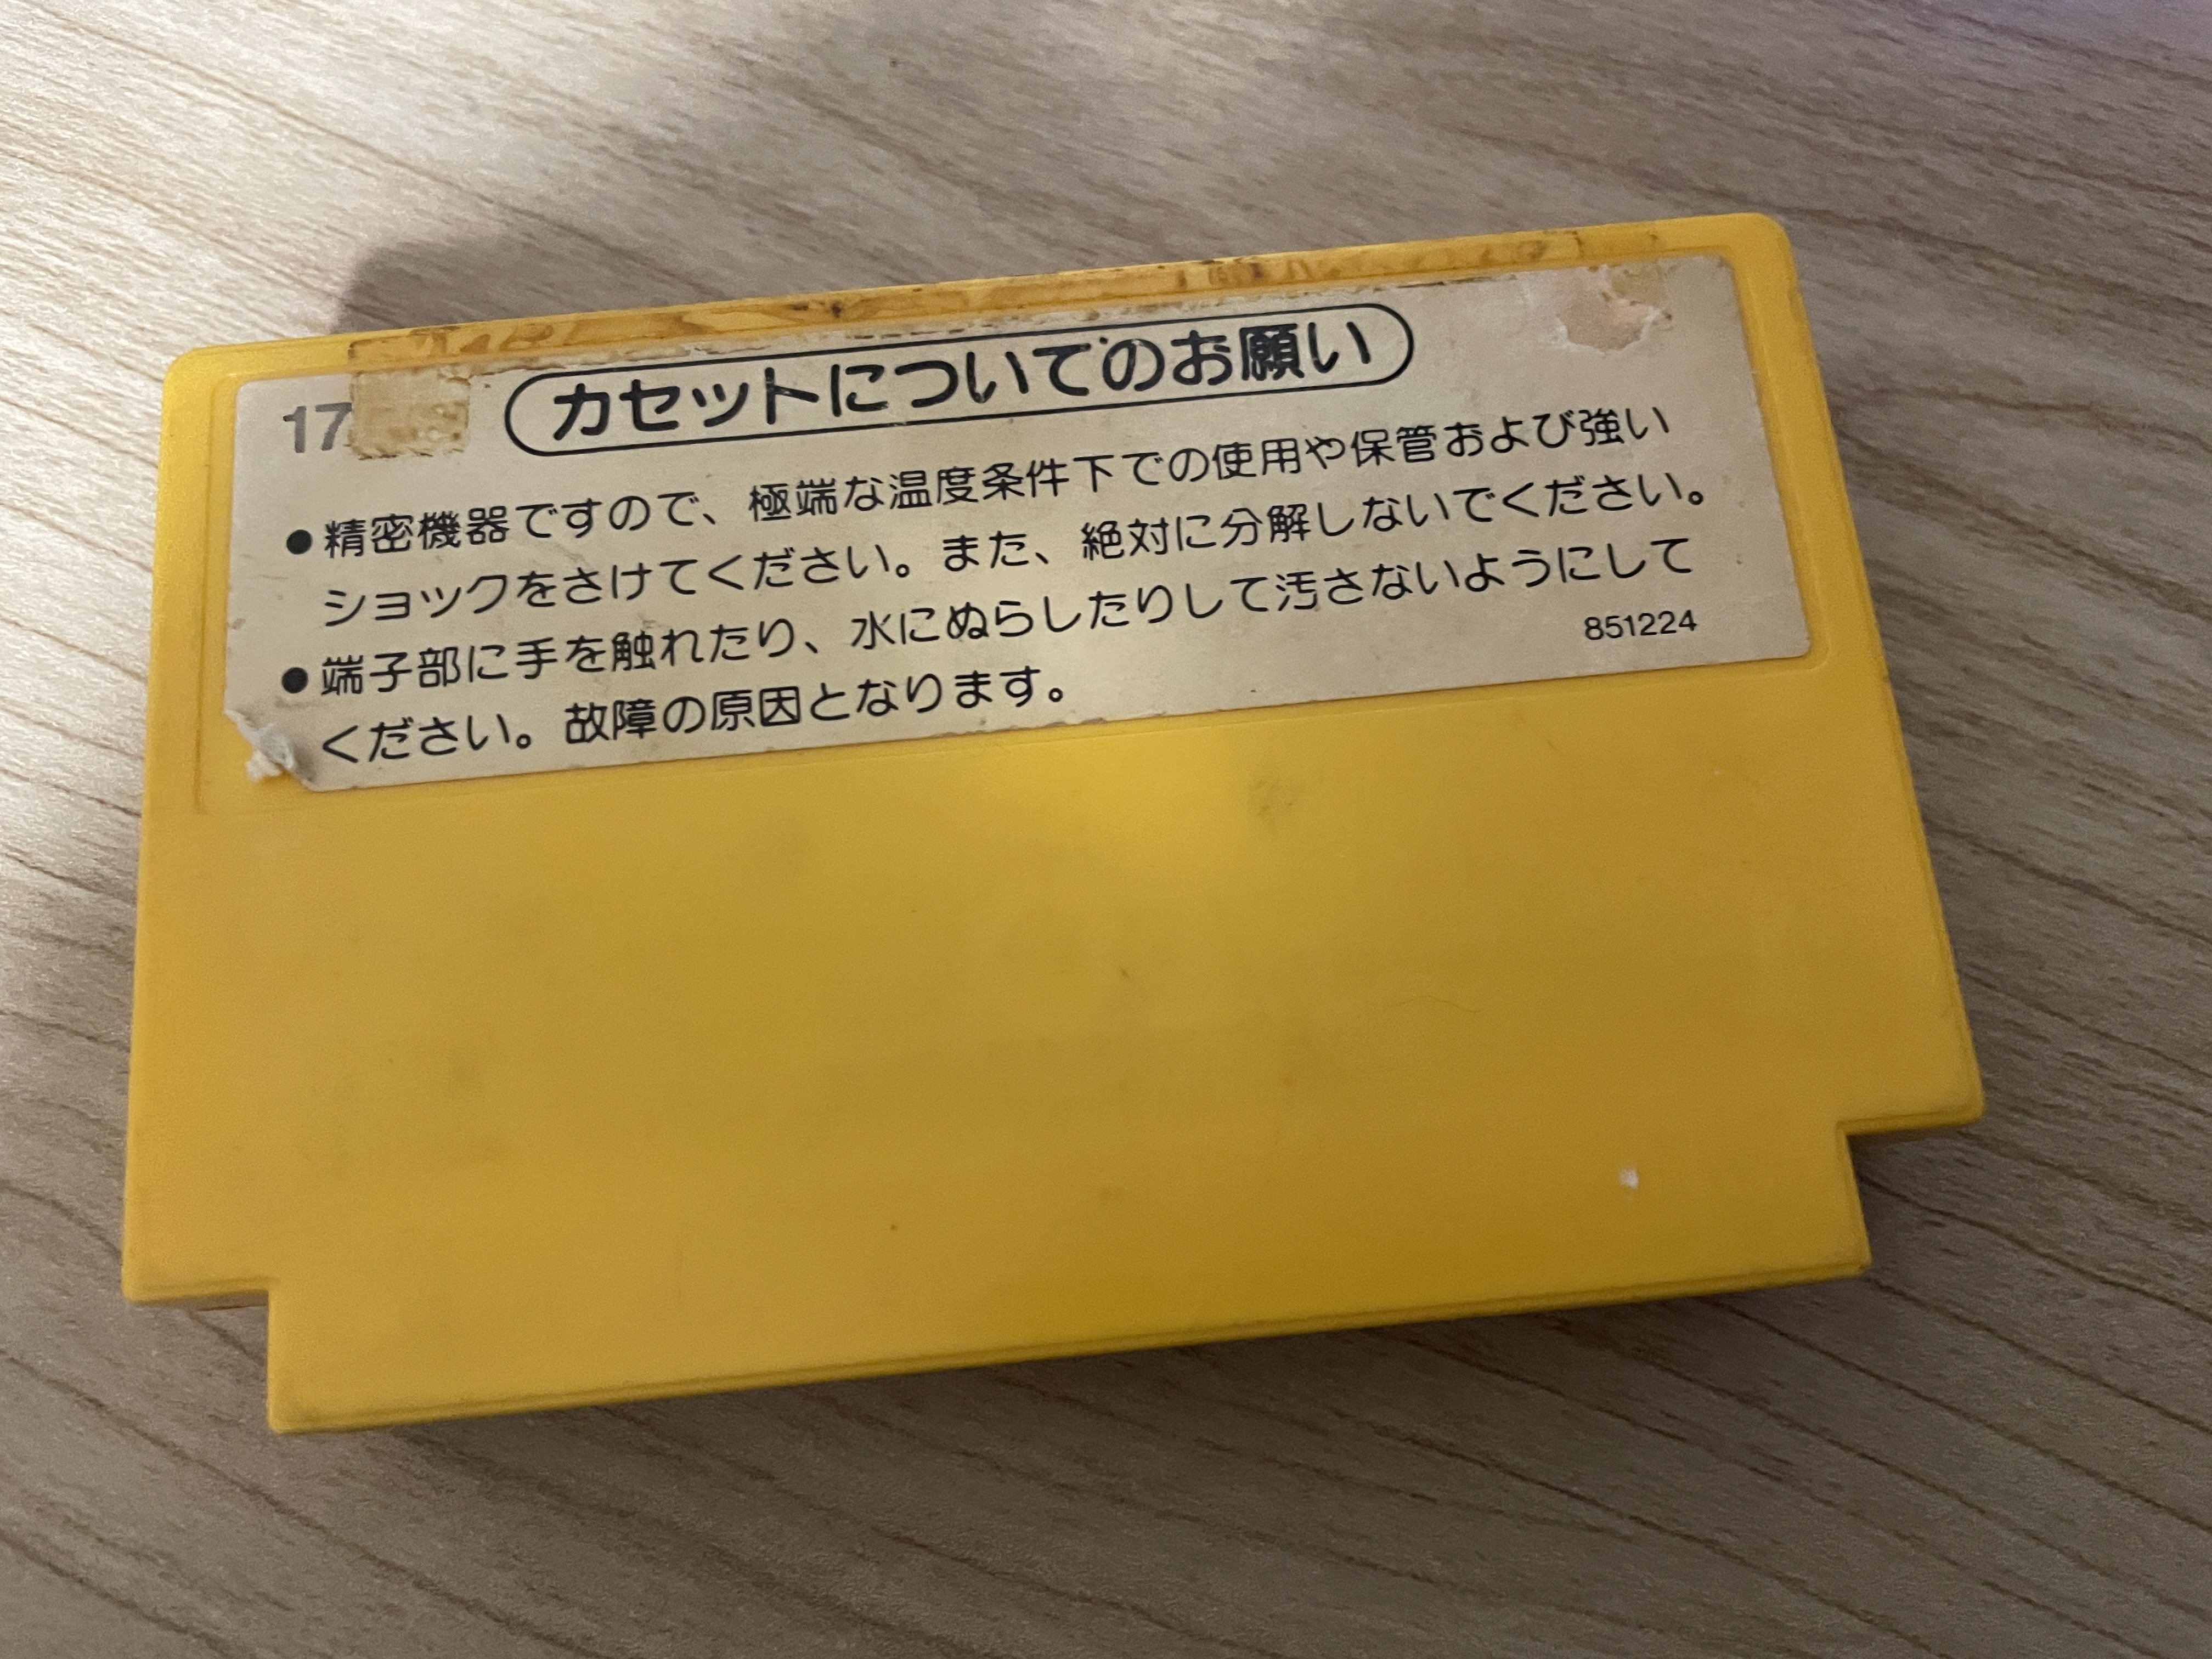 17
カセットについてのお願い
●精密機器ですので、極端な温度条件下での使用や保管および強い
ショックをさけてください。また、絶対に分解しないでください。
●端子部に手を触れたり、水にぬらしたりして汚さないようにして
ください。故障の原因となります。
851224